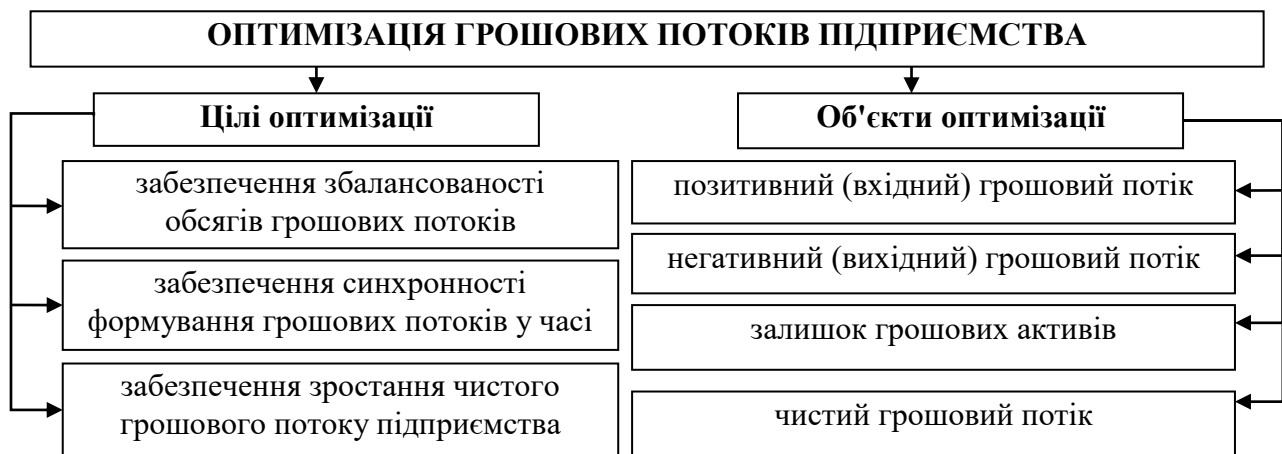 ОПТИМІЗАЦІЯ ГРОШОВИХ ПОТОКІВ ПІДПРИЄМСТВА
Цілі оптимізації
забезпечення збалансованості
обсягів грошових потоків
забезпечення синхронності
формування грошових потоків у часі
забезпечення зростання чистого
грошового потоку підприємства
Об'єкти оптимізації
позитивний (вхідний) грошовий потік
негативний (вихідний) грошовий потік
залишок грошових активів
чистий грошовий потік